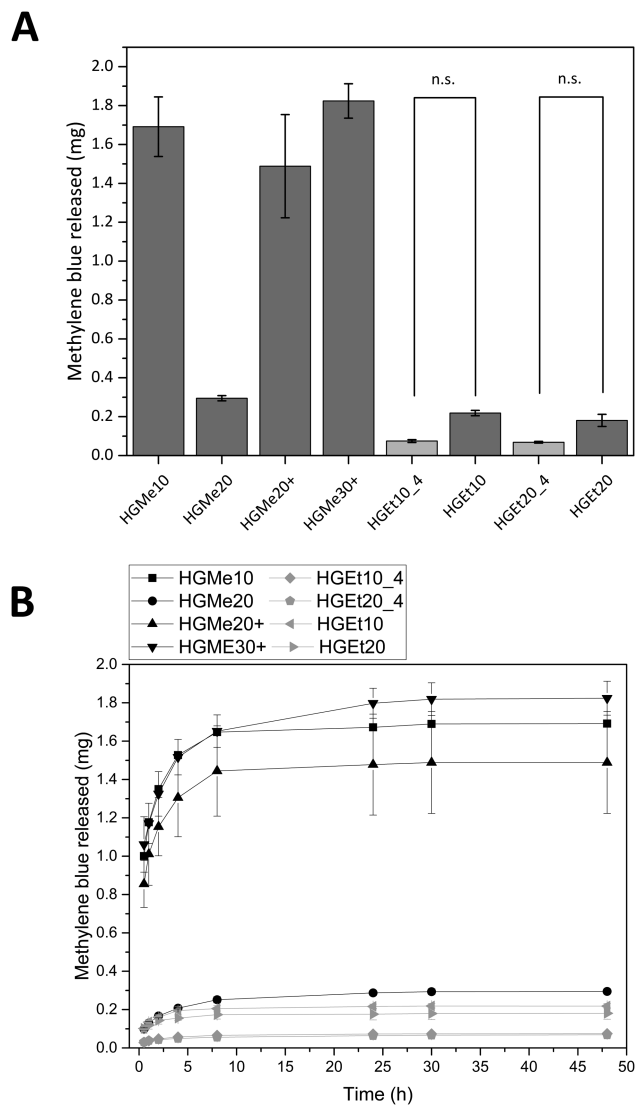 A
n.s.
n.s.
Methylene blue released (mg)
2.0
1.8
1.6
1.4
1.2
1.0
0.8
0.6
0.4
0.2
0.0
HGMe10
HGMe20
HGMe20+
HGMe30+
HGEt10_4
HGEt10
HGEt20_4
HGEt20
B
HGMe10 HGEt10_4
HGMe20 HGEt20_4
HGMe20+ HGEt10
HGME30+ HGEt20
Methylene blue released (mg)
2.0
1.8
1.6
1.4
1.2
1.0
0.8
0.6
0.4
0.2
0.0
0 5 10 15 20 25 30 35 40 45 50
Time (h)